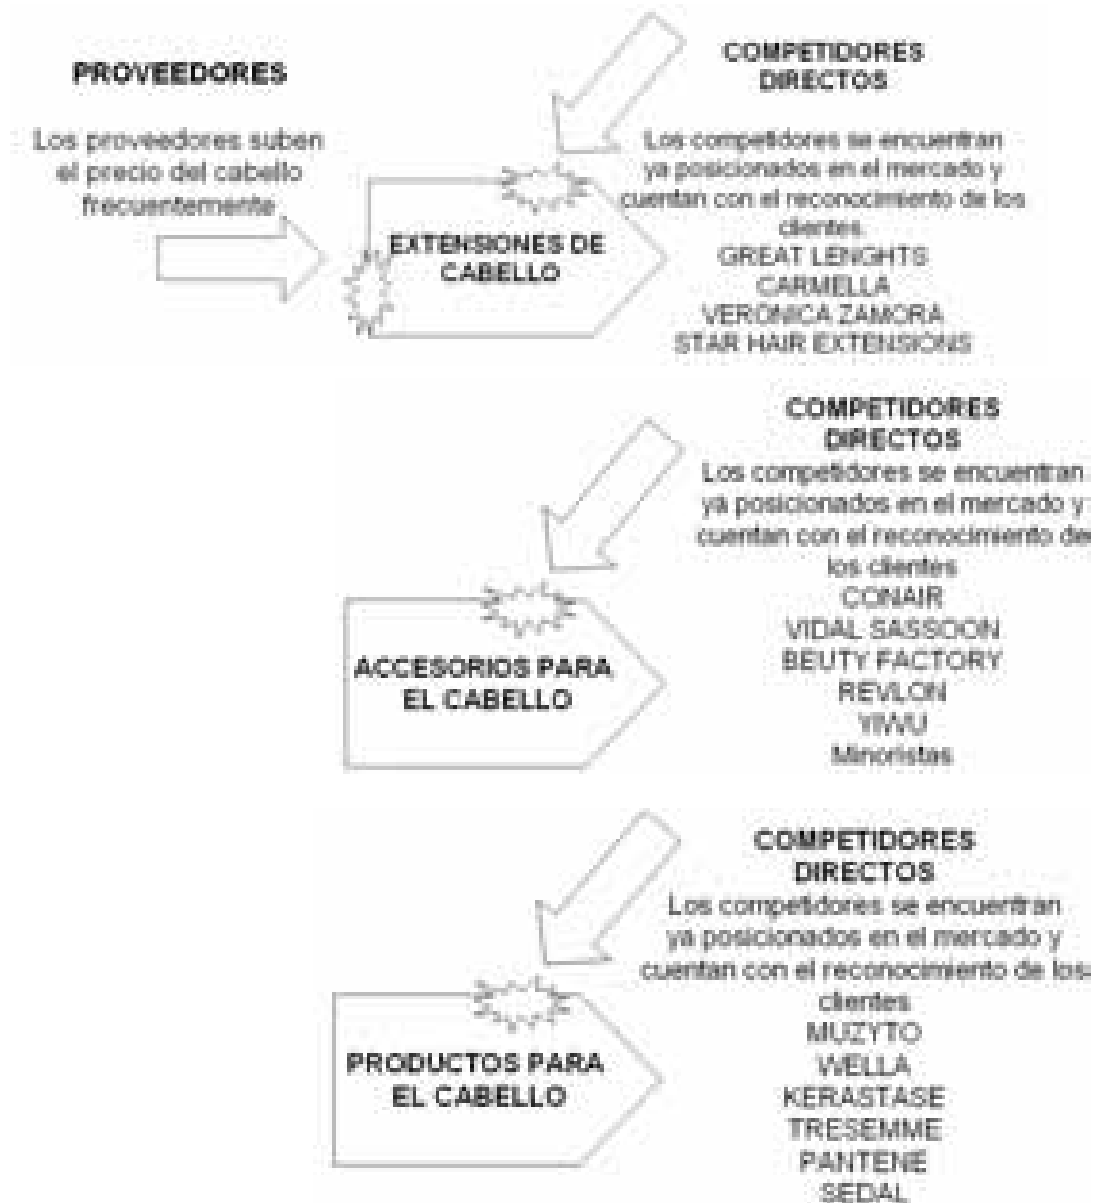 PROVEEDORES
Los proveedores suben
el precio del cabello
frecuentemente
COMPETIDORES
DIRECTOS
Los competidores se encuentran
ya posicionados en el mercado y
cuentan con el reconocimiento de los
clientes.
GREAT LENGHTS
CARMELLA
VERONICA ZAMORA
STAR HAIR EXTENSIONS
EXTENSIONES DE
CABELLO
COMPETIDORES
DIRECTOS
Los competidores se encuentran
ya posicionados en el mercado y
cuentan con el reconocimiento de
los clientes
CONAIR
VIDAL SASSOON
BEUTY FACTORY
REVLON
YIWU
Minoristas
ACCESORIOS PARA
EL CABELLO
COMPETIDORES
DIRECTOS
Los competidores se encuentran
ya posicionados en el mercado y
cuentan con el reconocimiento de los
clientes
MUZYTO
WELLA
KERASTASE
TRESEMME
PANTENE
SEDAL
PRODUCTOS PARA
EL CABELLO